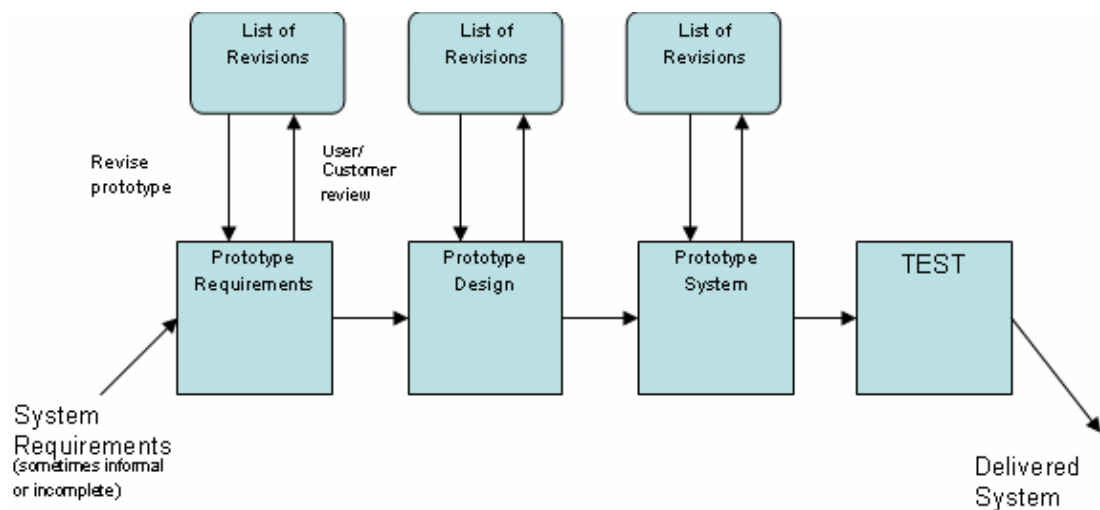 List of
Revisions
List of
Revisions
List of
Revisions
Revise
prototype
User/
Customer
review
Prototype
Requirements
Prototype
Design
Prototype
System
TEST
System
Requirements
(sometimes informal
or incomplete)
Delivered
System